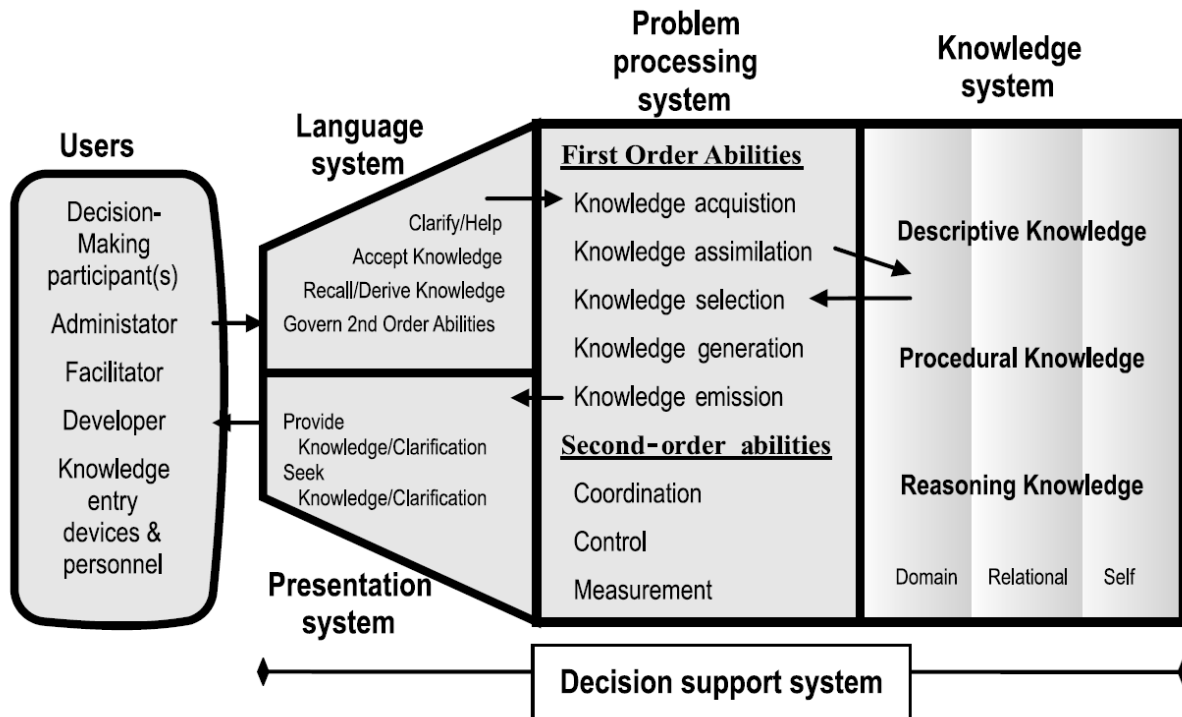 Users
Decision-
Making
participant(s)
Administator
Facilitator
Developer
Knowledge
entry
devices &
personnel
Language
system
Clarify/Help
Accept Knowledge
Recall/Derive Knowledge
Govern 2nd Order Abilities
Provide
Knowledge/Clarification
Seek
Knowledge/Clarification
Presentation
system
Problem
processing
system
First Order Abilities
Knowledge acquistion
Knowledge assimilation
Knowledge selection
Knowledge generation
Knowledge emission
Second-order abilities
Coordination
Control
Measurement
Knowledge
system
Descriptive Knowledge
Procedural Knowledge
Reasoning Knowledge
Domain Relational Self
Decision support system